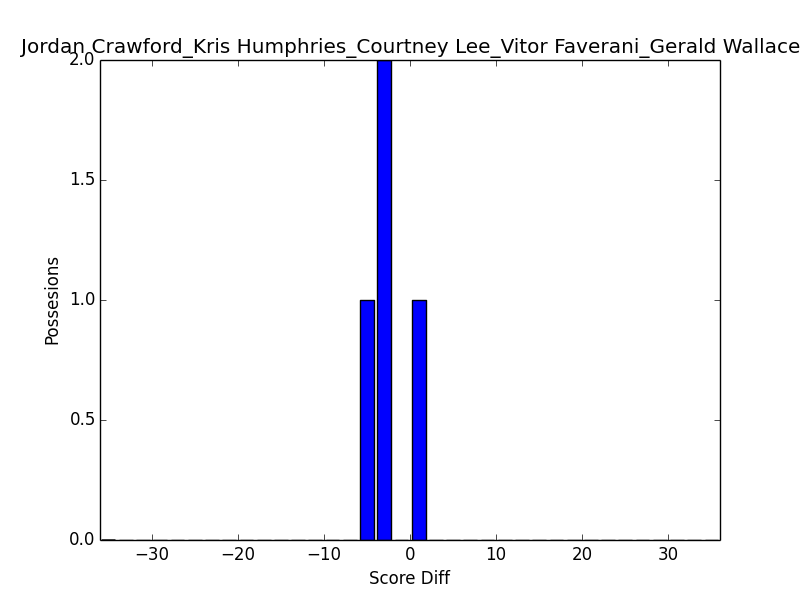 Jordan Crawford_Kris Humphries_Courtney Lee_Vitor Faverani_Gerald Wallace
2.0
1.5
1.0
0.5
0.0
Possesions
−30 −20 −10 0 10 20 30
Score Diff